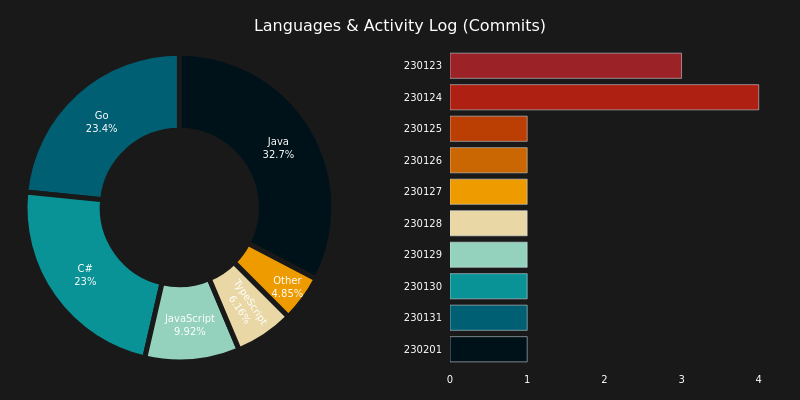 Languages & Activity Log (Commits)
Go
23.4%
Java
32.7%
C#
23%
JavaScript
9.92%
TypeScript
6.16%
Other
4.85%
230123
230124
230125
230126
230127
230128
230129
230130
230131
230201
0 1 2 3 4